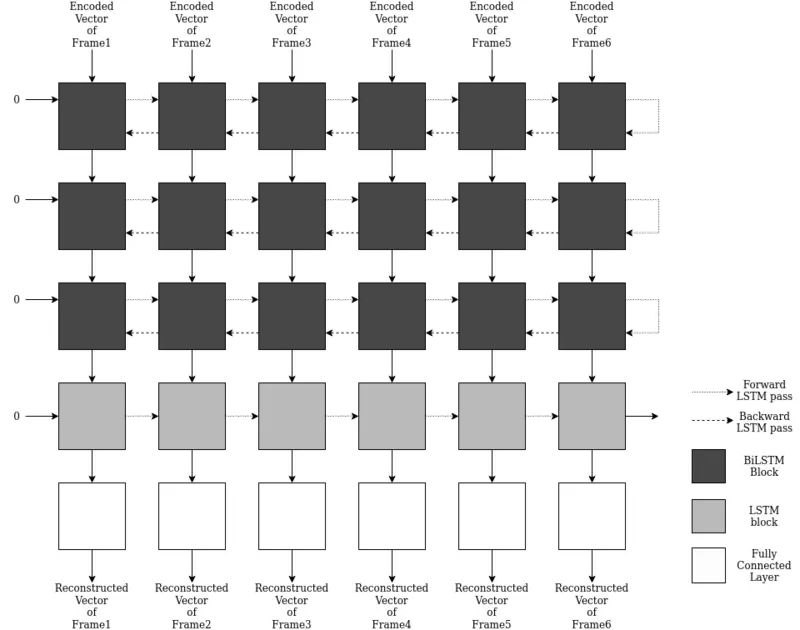 Encoded
Vector
of
Frame1
Encoded
Vector
of
Frame2
Encoded
Vector
of
Frame3
Encoded
Vector
of
Frame4
Encoded
Vector
of
Frame5
Encoded
Vector
of
Frame6
0
0
0
0
Forward
LSTM pass
Backward
LSTM pass
BiLSTM
Block
LSTM
block
Fully
Connected
Layer
Reconstructed
Vector
of
Frame1
Reconstructed
Vector
of
Frame2
Reconstructed
Vector
of
Frame3
Reconstructed
Vector
of
Frame4
Reconstructed
Vector
of
Frame5
Reconstructed
Vector
of
Frame6